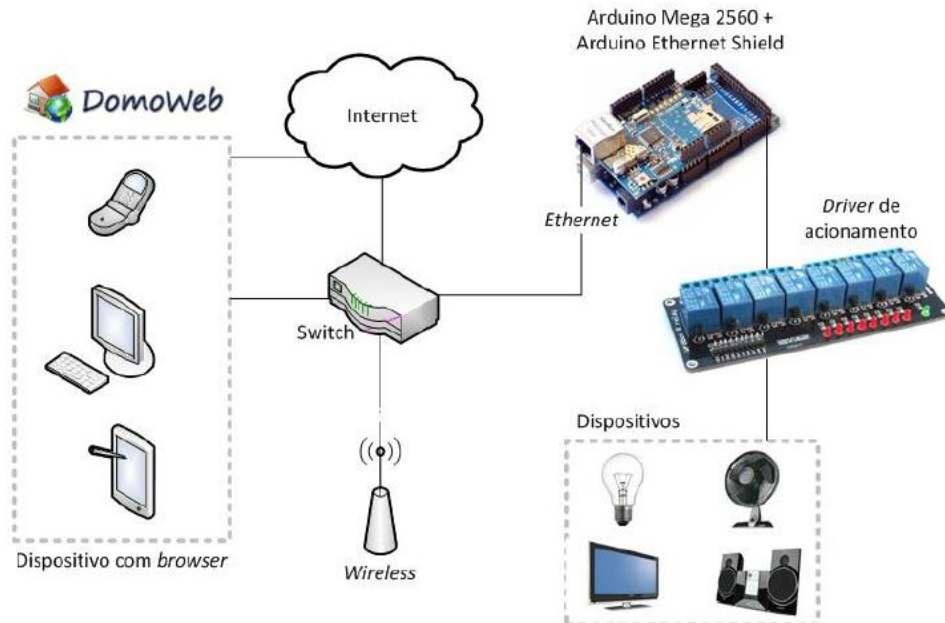 Arduino Mega 2560 +
Arduino Ethernet Shield
DomoWeb
Internet
Ethernet
Driver de
acionamento
Switch
Dispositivos
Dispositivo com browser
Wireless